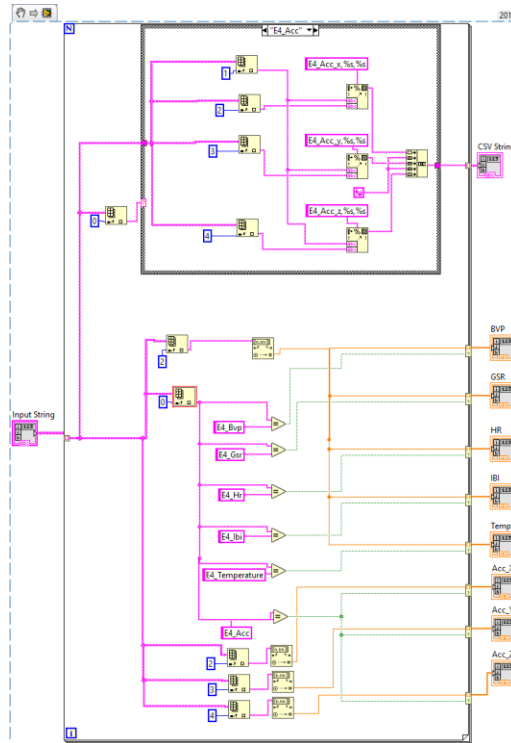 201
N
"E4_Acc"
1
E4_Acc_x,%s,%s
2
3
E4_Acc_y,%s,%s
CSV String
0
E4_Acc_z,%s,%s
4
BVP
2
GSR
0
Input String
E4_Bvp
HR
E4_Gsr
E4_Hr
IBI
E4_Ibi
Temp
E4_Temperature
Acc_X
Acc_Y
E4_Acc
2
Acc_Z
3
4
i